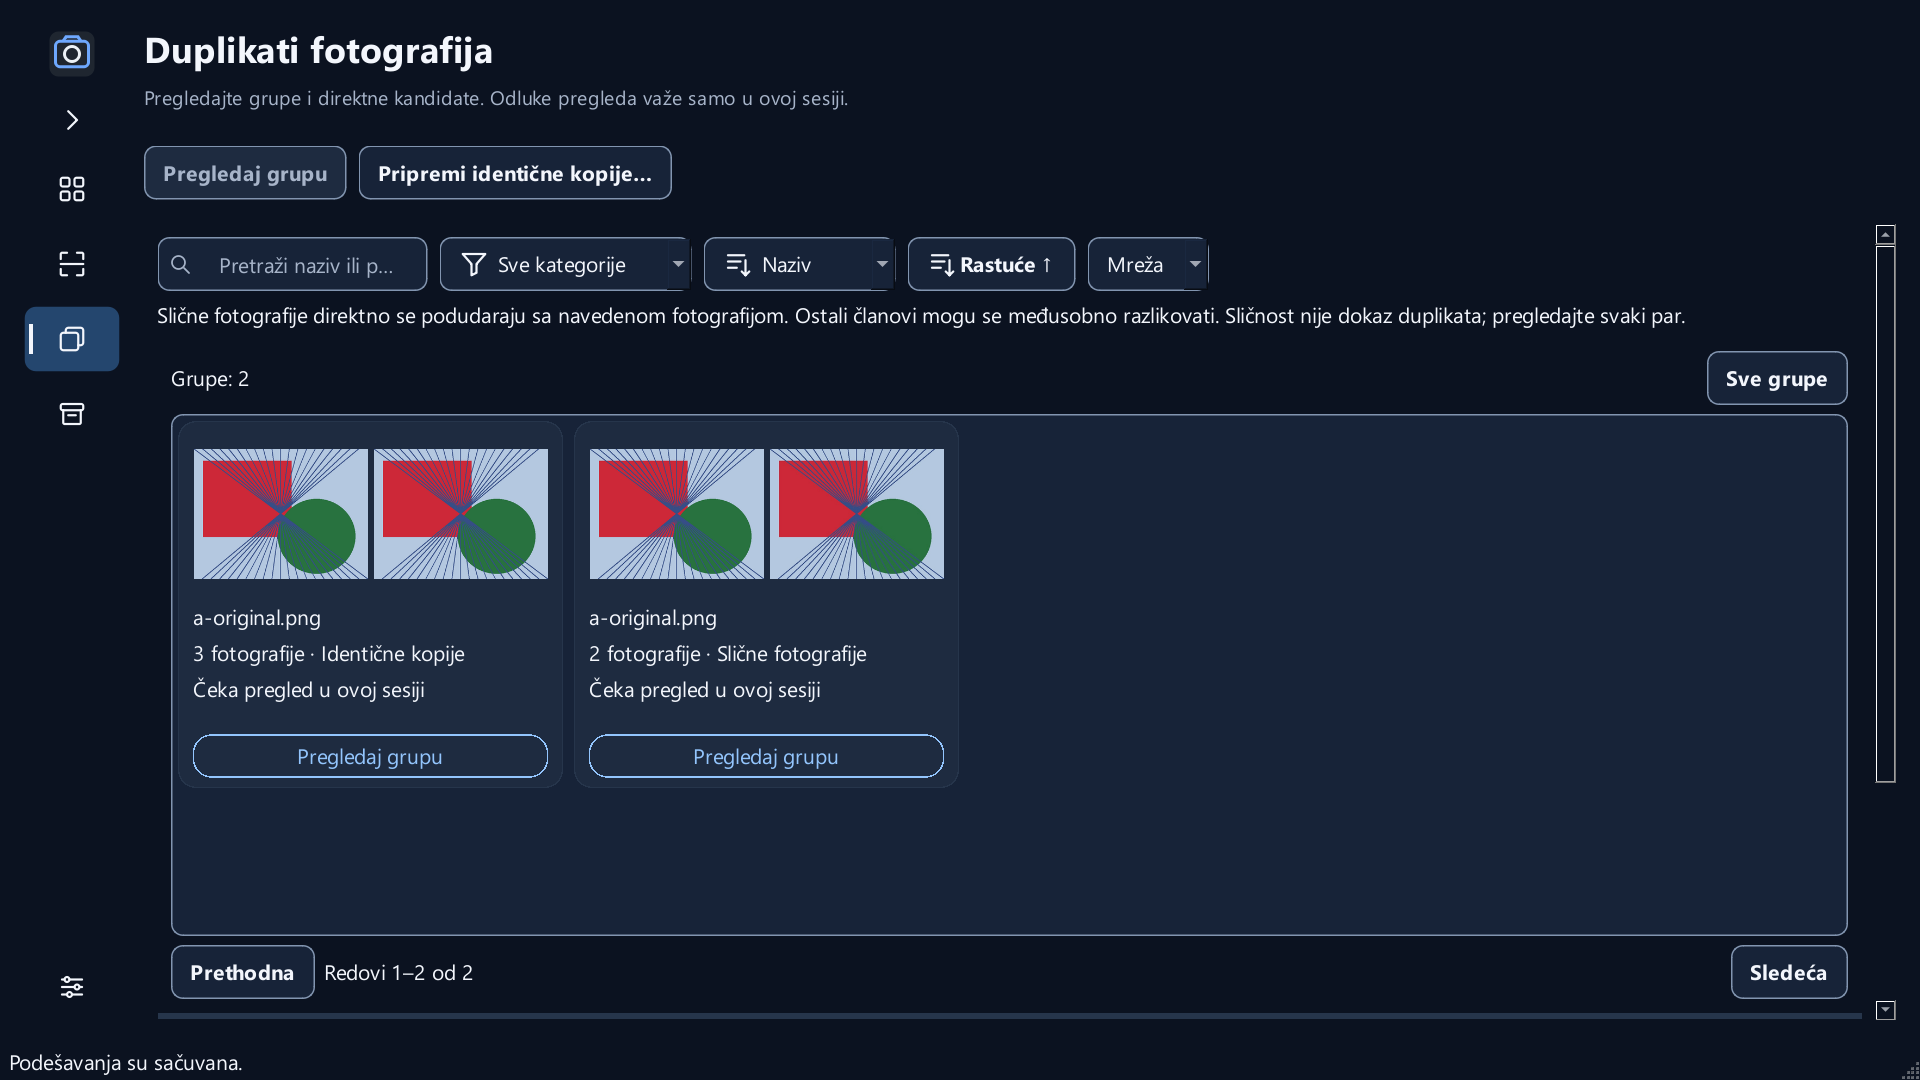 Duplikati fotografija
Pregledajte grupe i direktne kandidate. Odluke pregleda važe samo u ovoj sesiji.
Pregledaj grupu
Pripremi identične kopije...
Pretraži naziv ili p...
Sve kategorije
Naziv
Rastuće ↑
Mreža
Slične fotografije direktno se podudaraju sa navedenom fotografijom. Ostali članovi mogu se međusobno razlikovati. Sličnost nije dokaz duplikata; pregledajte svaki par.
Grupe: 2
Sve grupe
a-original.png
3 fotografije · Identične kopije
Čeka pregled u ovoj sesiji
Pregledaj grupu
a-original.png
2 fotografije · Slične fotografije
Čeka pregled u ovoj sesiji
Pregledaj grupu
Prethodna
Redovi 1–2 od 2
Sledeća
Podešavanja su sačuvana.